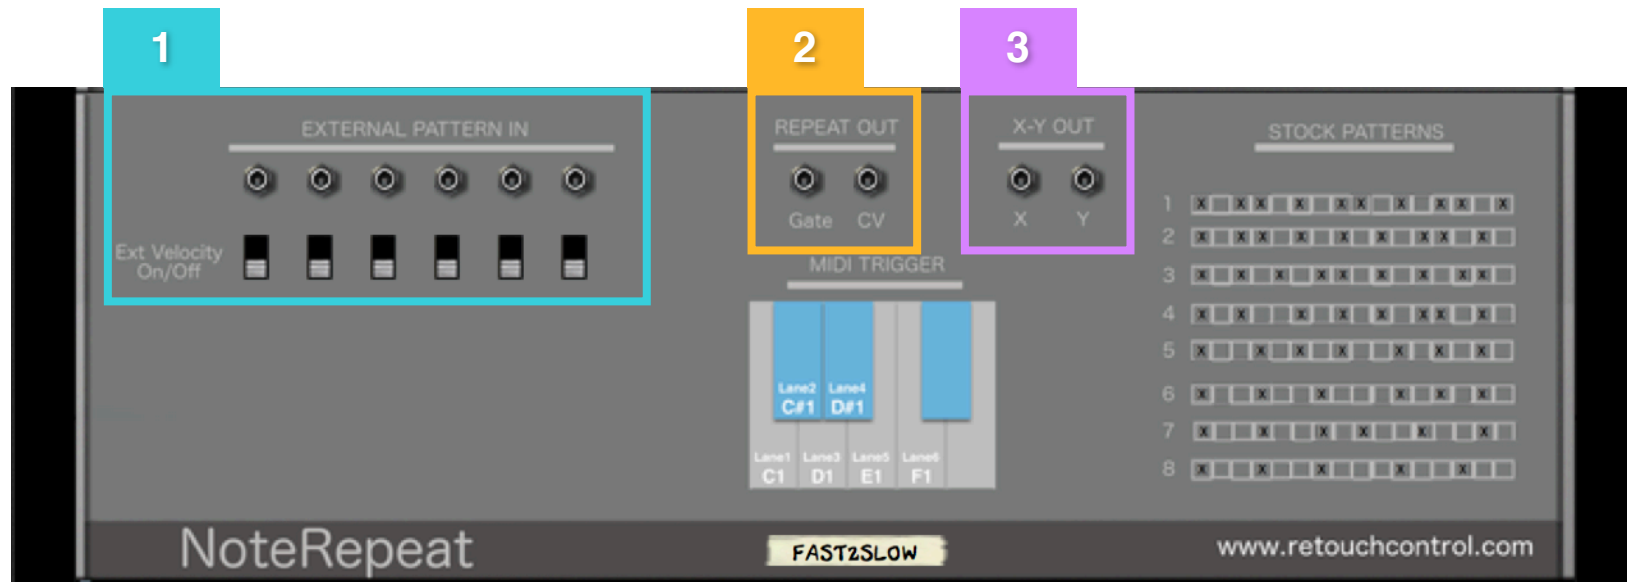 1
2
3
EXTERNAL PATTERN IN
Ext Velocity
On/Off
REPEAT OUT
Gate CV
X-Y OUT
X Y
MIDI TRIGGER
Lane2 Lane4
C#1 D#1
Lane1 Lane3 Lane5 Lane6
C1 D1 E1 F1
STOCK PATTERNS
1 X X X X X X X X X X
2 X X X X X X X X X
3 X X X X X X X X X
4 X X X X X X X X
5 X X X X X X X
6 X X X X X X
7 X X X X X X
8 X X X X X
NoteRepeat
FAST2SLOW
www.retouchcontrol.com